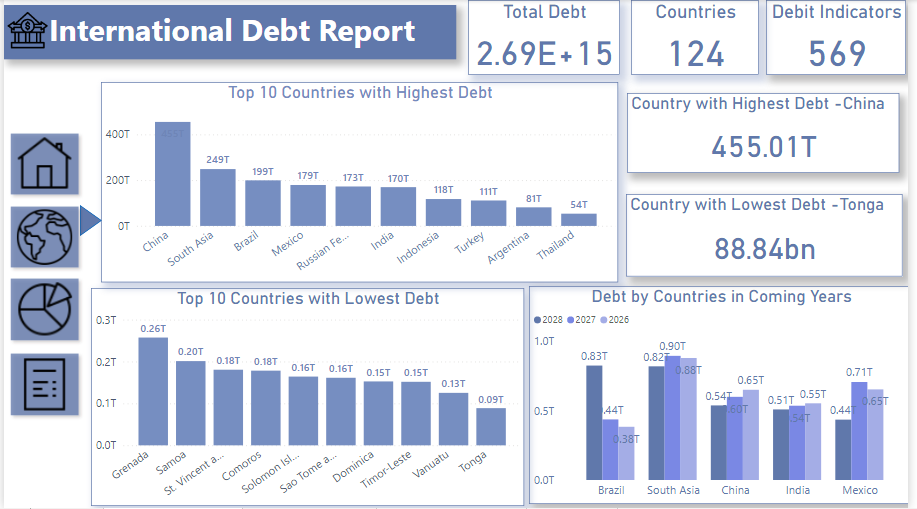 International Debt Report
Total Debt
2.69E+15
Countries
124
Debit Indicators
569
Top 10 Countries with Highest Debt
400T
200T
0T
455T
249T
199T
179T
173T
170T
118T
111T
81T
54T
China
South Asia
Brazil
Mexico
Russian Fe...
India
Indonesia
Turkey
Argentina
Thailand
Country with Highest Debt -China
455.01T
Country with Lowest Debt -Tonga
88.84bn
Top 10 Countries with Lowest Debt
0.3T
0.2T
0.1T
0.0T
0.26T
0.20T
0.18T
0.18T
0.16T
0.16T
0.15T
0.15T
0.13T
0.09T
Grenada
Samoa
St. Vincent a...
Comoros
Solomon Isl...
Sao Tome a...
Dominica
Timor-Leste
Vanuatu
Tonga
Debt by Countries in Coming Years
2028 2027 2026
1.0T
0.5T
0.0T
0.83T
.44T
0.38T
0.82T
0.90T
0.88T
0.54T
0.60T
0.65T
0.51T
0.54T
0.55T
0.44T
0.71T
0.65T
Brazil
South Asia
China
India
Mexico